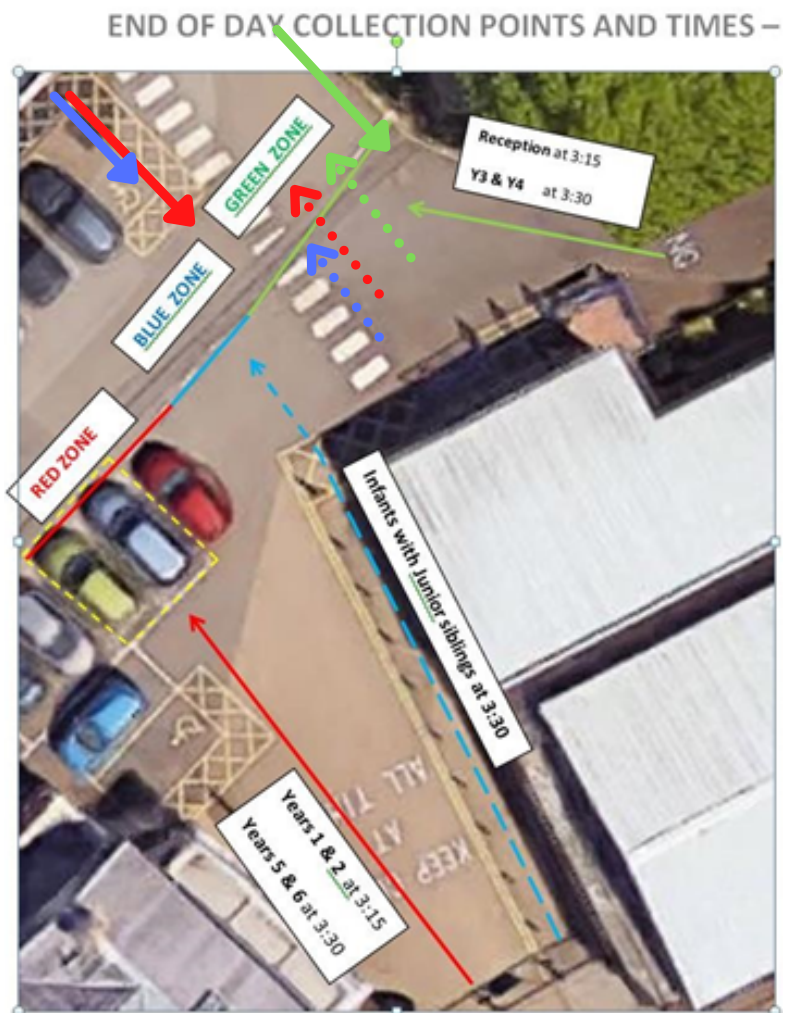 END OF DAY COLLECTION POINTS AND TIMES –
GREEN ZONE
Reception at 3:15
Y3 & Y4 at 3:30
BLUE ZONE
RED ZONE
Infants with Junior siblings at 3:30
Years 1 & 2 at 3:15
Years 5 & 6 at 3:30
KEEP
AT
ALL